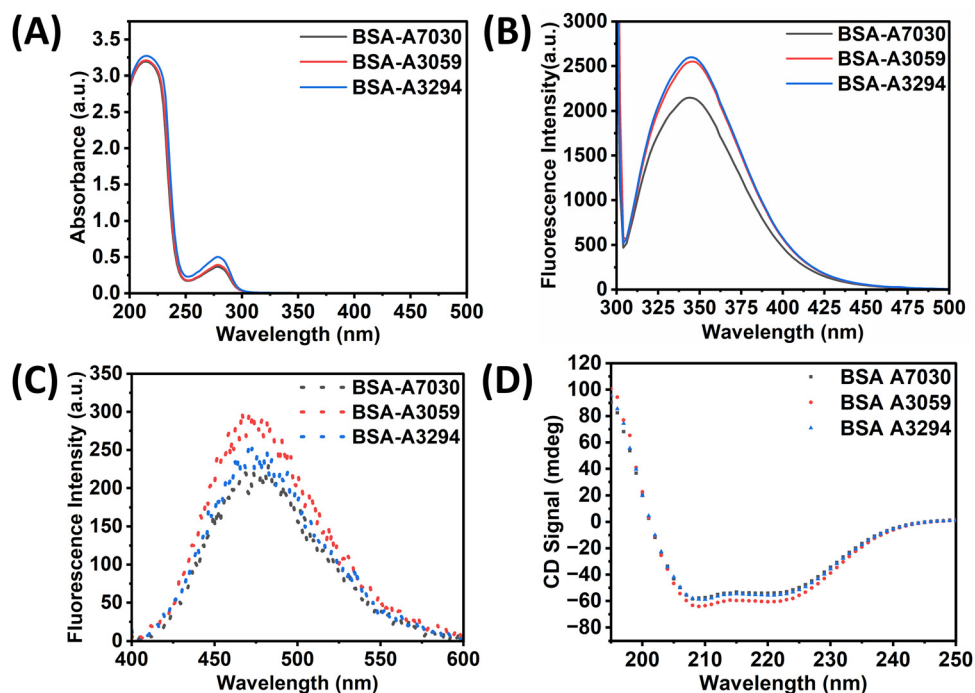 (A)
3.5
3.0
2.5
2.0
1.5
1.0
0.5
0.0
Absorbance (a.u.)
BSA-A7030
BSA-A3059
BSA-A3294
200 250 300 350 400 450 500
Wavelength (nm)
(B)
3000
2500
2000
1500
1000
500
0
Fluorescence Intensity(a.u.)
BSA-A7030
BSA-A3059
BSA-A3294
300 325 350 375 400 425 450 475 500
Wavelength (nm)
(C)
350
300
250
200
150
100
50
0
Fluorescence Intensity (a.u.)
BSA-A7030
BSA-A3059
BSA-A3294
400 450 500 550 600
Wavelength (nm)
(D)
120
100
80
60
40
20
0
−20
−40
−60
−80
CD Signal (mdeg)
BSA A7030
BSA A3059
BSA A3294
200 210 220 230 240 250
Wavelength (nm)